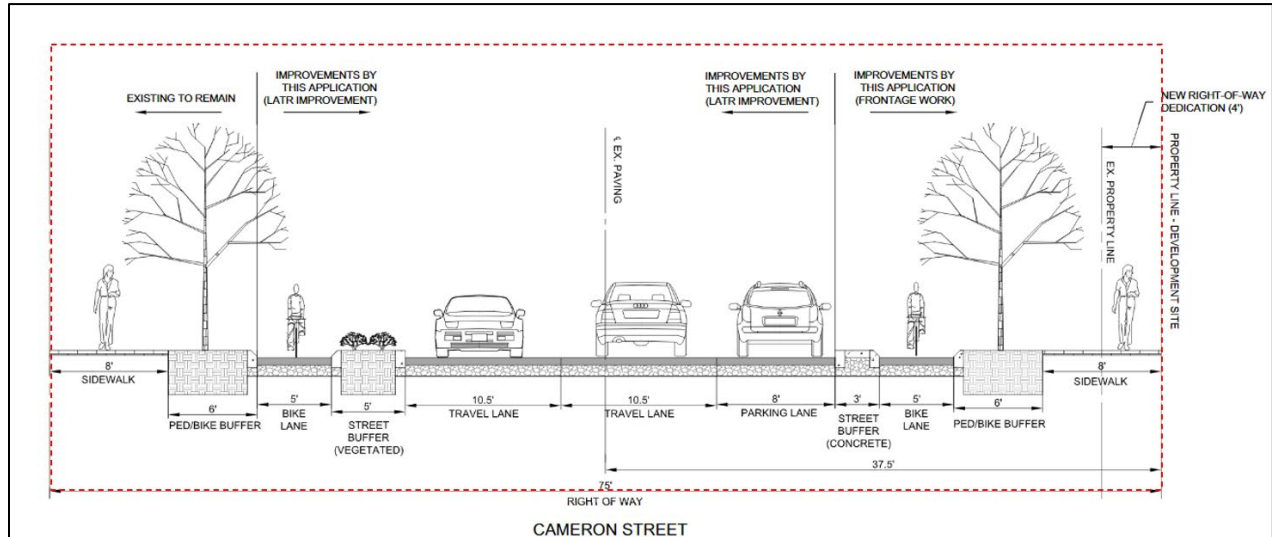 EXISTING TO REMAIN
IMPROVEMENTS BY
THIS APPLICATION
(LATR IMPROVEMENT)
IMPROVEMENTS BY
THIS APPLICATION
(LATR IMPROVEMENT)
IMPROVEMENTS BY
THIS APPLICATION
(FRONTAGE WORK)
NEW RIGHT-OF-WAY
DEDICATION (4')
℄ EX. PAVING
EX. PROPERTY LINE
PROPERTY LINE - DEVELOPMENT SITE
8'
SIDEWALK
6'
PED/BIKE BUFFER
5'
BIKE
LANE
5'
STREET
BUFFER
(VEGETATED)
10.5'
TRAVEL LANE
10.5'
TRAVEL LANE
8'
PARKING LANE
3'
STREET
BUFFER
(CONCRETE)
5'
BIKE
LANE
6'
PED/BIKE BUFFER
8'
SIDEWALK
37.5'
75'
RIGHT OF WAY
CAMERON STREET